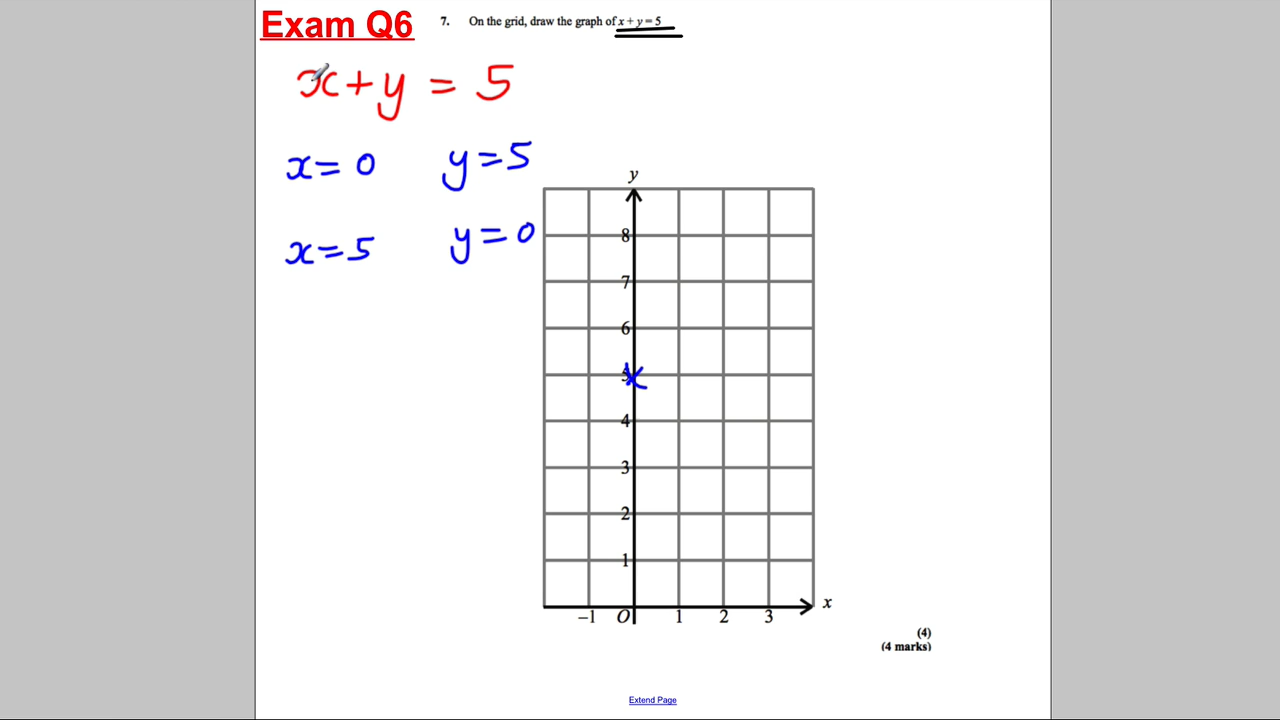 Exam Q6
7. On the grid, draw the graph of x + y = 5
x + y = 5
x = 0 y = 5
x = 5 y = 0
y
8
7
6
5
4
3
2
1
x
–1 O 1 2 3
(4)
(4 marks)
Extend Page